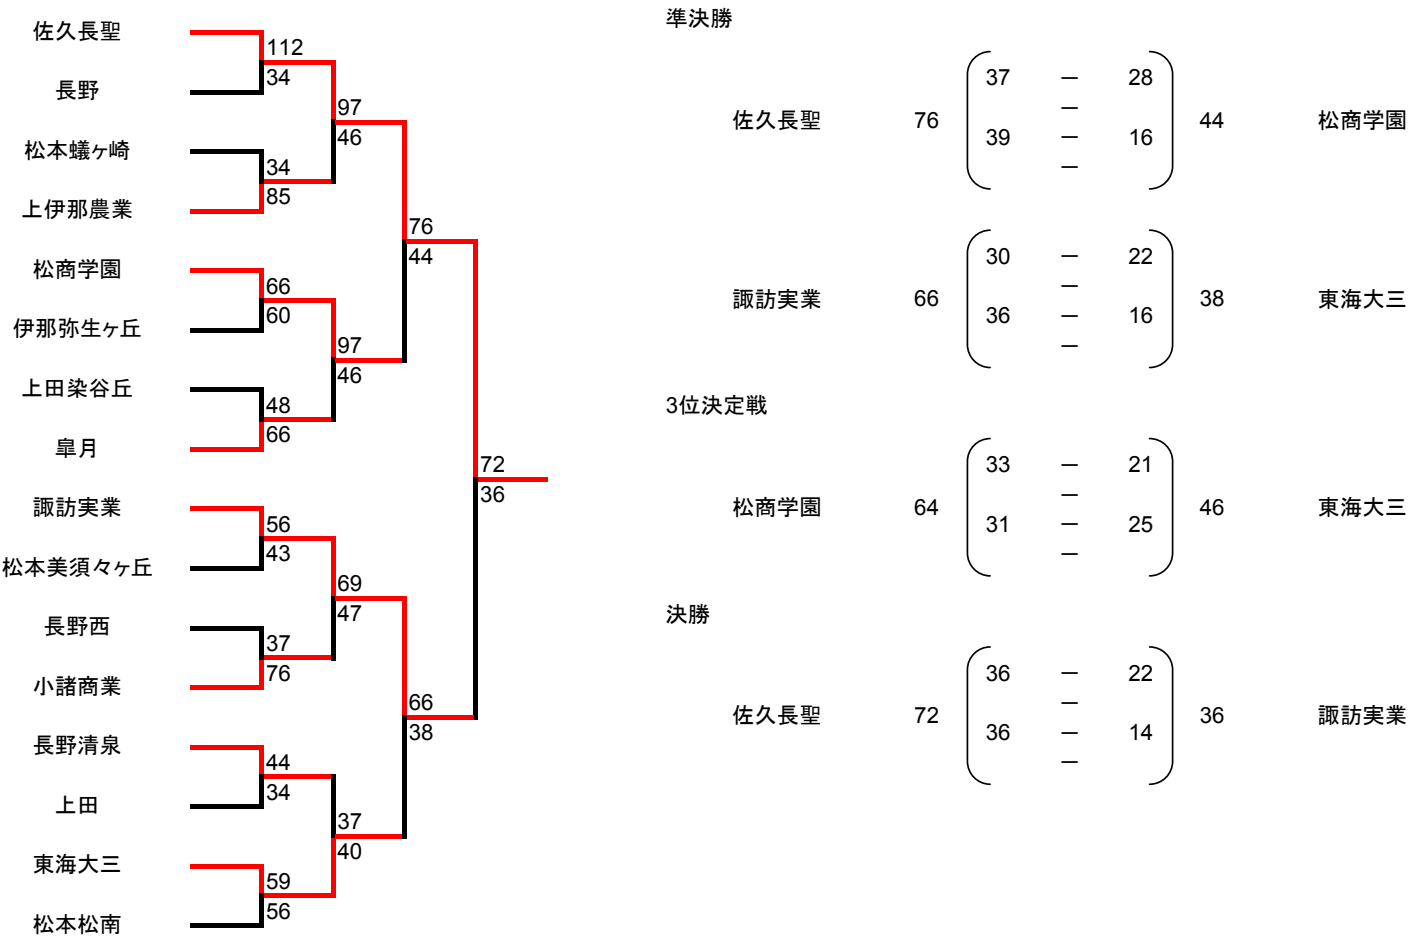 佐久長聖
112
34
長野
97
46
松本蟻ヶ崎
34
85
上伊那農業
76
44
松商学園
66
60
伊那弥生ヶ丘
97
46
上田染谷丘
48
66
皐月
72
36
諏訪実業
56
43
松本美須々ヶ丘
69
47
長野西
37
76
小諸商業
66
38
長野清泉
44
34
上田
37
40
東海大三
59
56
松本松南
準決勝
37 － 28
－
佐久長聖 76 44 松商学園
39 － 16
－
30 － 22
－
諏訪実業 66 38 東海大三
36 － 16
－
3位決定戦
33 － 21
－
松商学園 64 46 東海大三
31 － 25
－
決勝
36 － 22
－
佐久長聖 72 36 諏訪実業
36 － 14
－